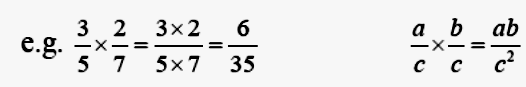 e.g. 3/5 × 2/7 = 3×2/5×7 = 6/35 a/c × b/c = ab/c²